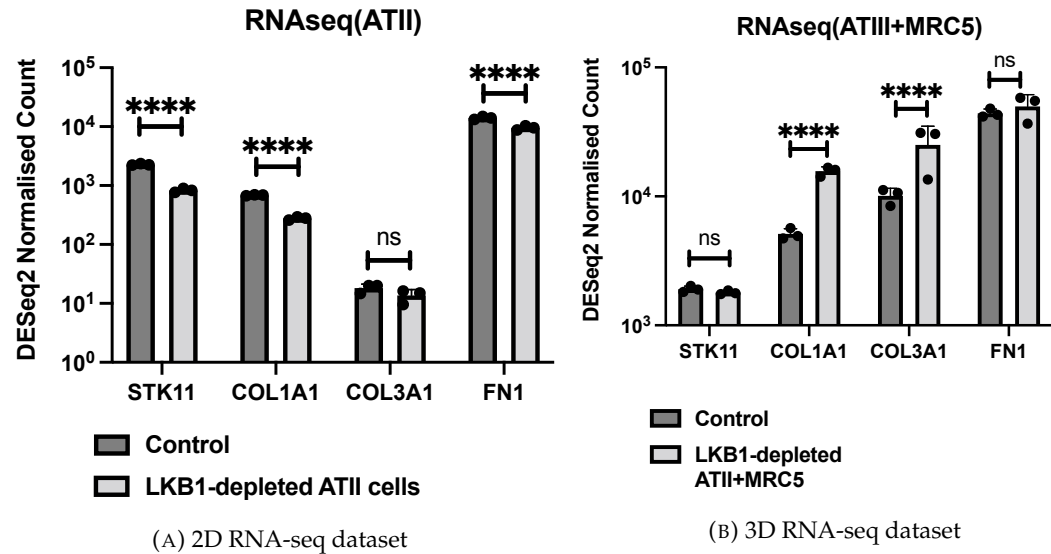 RNAseq(ATII)
DESeq2 Normalised Count
10^5
10^4
10^3
10^2
10^1
10^0
****
****
ns
****
STK11
COL1A1
COL3A1
FN1
Control
LKB1-depleted ATII cells
(A) 2D RNA-seq dataset
RNAseq(ATIII+MRC5)
DESeq2 Normalised Count
10^5
10^4
10^3
ns
****
****
ns
STK11
COL1A1
COL3A1
FN1
Control
LKB1-depleted
ATII+MRC5
(B) 3D RNA-seq dataset